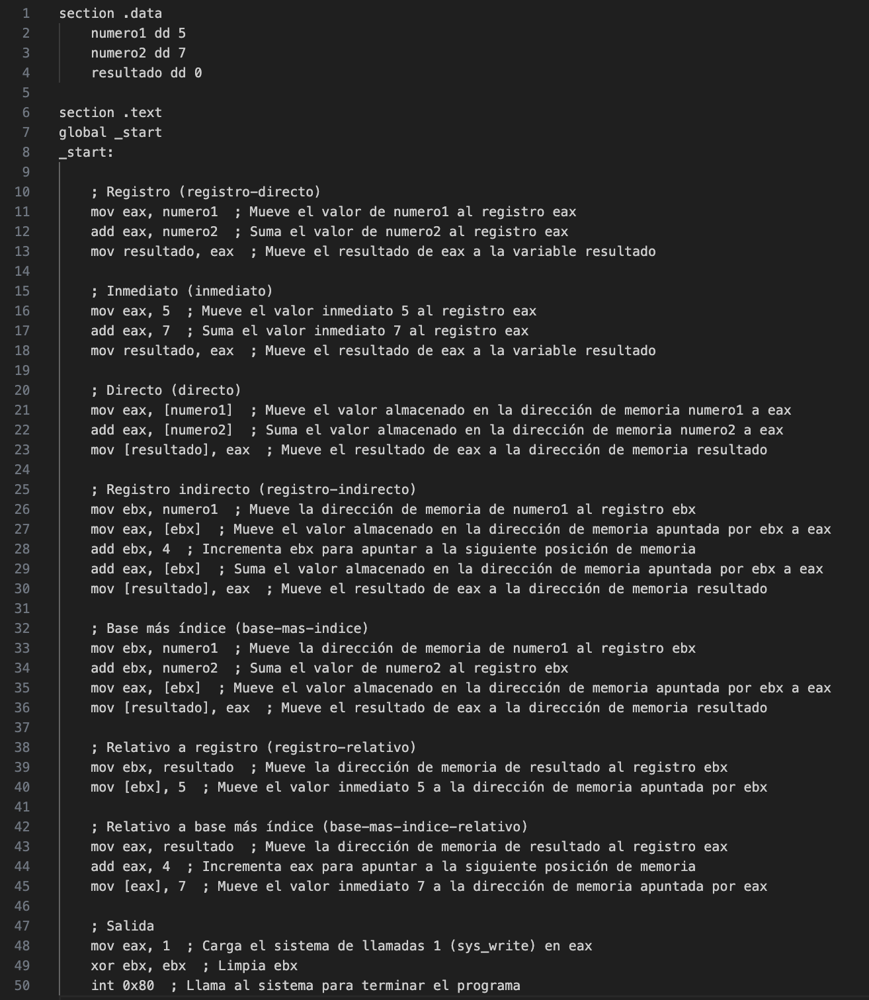 1 section .data
2 numero1 dd 5
3 numero2 dd 7
4 resultado dd 0
5
6 section .text
7 global _start
8 _start:
9
10 ; Registro (registro-directo)
11 mov eax, numero1 ; Mueve el valor de numero1 al registro eax
12 add eax, numero2 ; Suma el valor de numero2 al registro eax
13 mov resultado, eax ; Mueve el resultado de eax a la variable resultado
14
15 ; Inmediato (inmediato)
16 mov eax, 5 ; Mueve el valor inmediato 5 al registro eax
17 add eax, 7 ; Suma el valor inmediato 7 al registro eax
18 mov resultado, eax ; Mueve el resultado de eax a la variable resultado
19
20 ; Directo (directo)
21 mov eax, [numero1] ; Mueve el valor almacenado en la dirección de memoria numero1 a eax
22 add eax, [numero2] ; Suma el valor almacenado en la dirección de memoria numero2 a eax
23 mov [resultado], eax ; Mueve el resultado de eax a la dirección de memoria resultado
24
25 ; Registro indirecto (registro-indirecto)
26 mov ebx, numero1 ; Mueve la dirección de memoria de numero1 al registro ebx
27 mov eax, [ebx] ; Mueve el valor almacenado en la dirección de memoria apuntada por ebx a eax
28 add ebx, 4 ; Incrementa ebx para apuntar a la siguiente posición de memoria
29 add eax, [ebx] ; Suma el valor almacenado en la dirección de memoria apuntada por ebx a eax
30 mov [resultado], eax ; Mueve el resultado de eax a la dirección de memoria resultado
31
32 ; Base más índice (base-mas-indice)
33 mov ebx, numero1 ; Mueve la dirección de memoria de numero1 al registro ebx
34 add ebx, numero2 ; Suma el valor de numero2 al registro ebx
35 mov eax, [ebx] ; Mueve el valor almacenado en la dirección de memoria apuntada por ebx a eax
36 mov [resultado], eax ; Mueve el resultado de eax a la dirección de memoria resultado
37
38 ; Relativo a registro (registro-relativo)
39 mov ebx, resultado ; Mueve la dirección de memoria de resultado al registro ebx
40 mov [ebx], 5 ; Mueve el valor inmediato 5 a la dirección de memoria apuntada por ebx
41
42 ; Relativo a base más índice (base-mas-indice-relativo)
43 mov eax, resultado ; Mueve la dirección de memoria de resultado al registro eax
44 add eax, 4 ; Incrementa eax para apuntar a la siguiente posición de memoria
45 mov [eax], 7 ; Mueve el valor inmediato 7 a la dirección de memoria apuntada por eax
46
47 ; Salida
48 mov eax, 1 ; Carga el sistema de llamadas 1 (sys_write) en eax
49 xor ebx, ebx ; Limpia ebx
50 int 0x80 ; Llama al sistema para terminar el programa